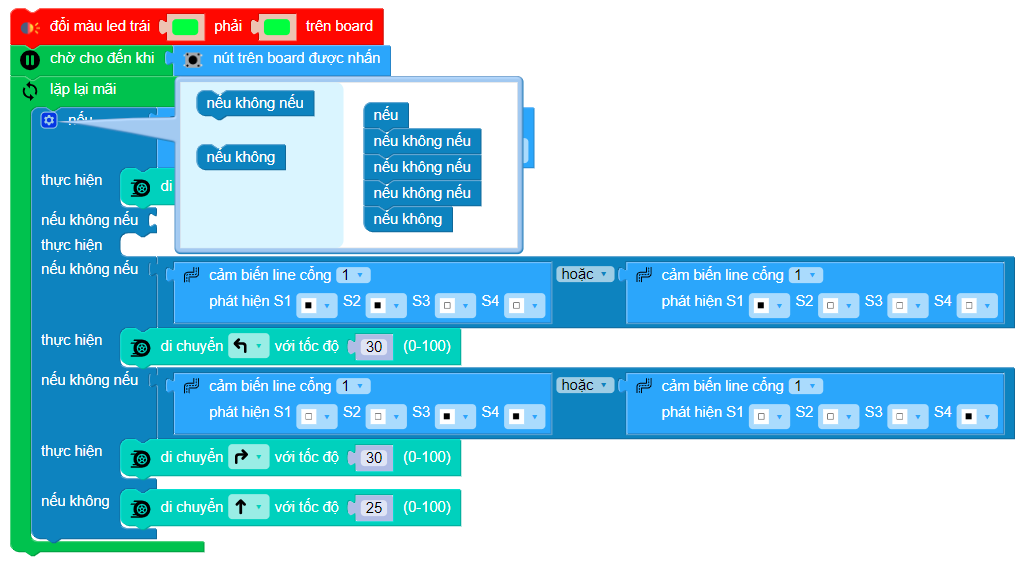 đổi màu led trái phải trên board
chờ cho đến khi nút trên board được nhấn
lặp lại mãi
nếu
nếu không nếu
nếu không
nếu
nếu không nếu
nếu không nếu
nếu không nếu
nếu không
thực hiện di
nếu không nếu
thực hiện
nếu không nếu cảm biến line cổng 1 hoặc cảm biến line cổng 1
phát hiện S1 S2 S3 S4 phát hiện S1 S2 S3 S4
thực hiện di chuyển với tốc độ 30 (0-100)
nếu không nếu cảm biến line cổng 1 hoặc cảm biến line cổng 1
phát hiện S1 S2 S3 S4 phát hiện S1 S2 S3 S4
thực hiện di chuyển với tốc độ 30 (0-100)
nếu không di chuyển với tốc độ 25 (0-100)